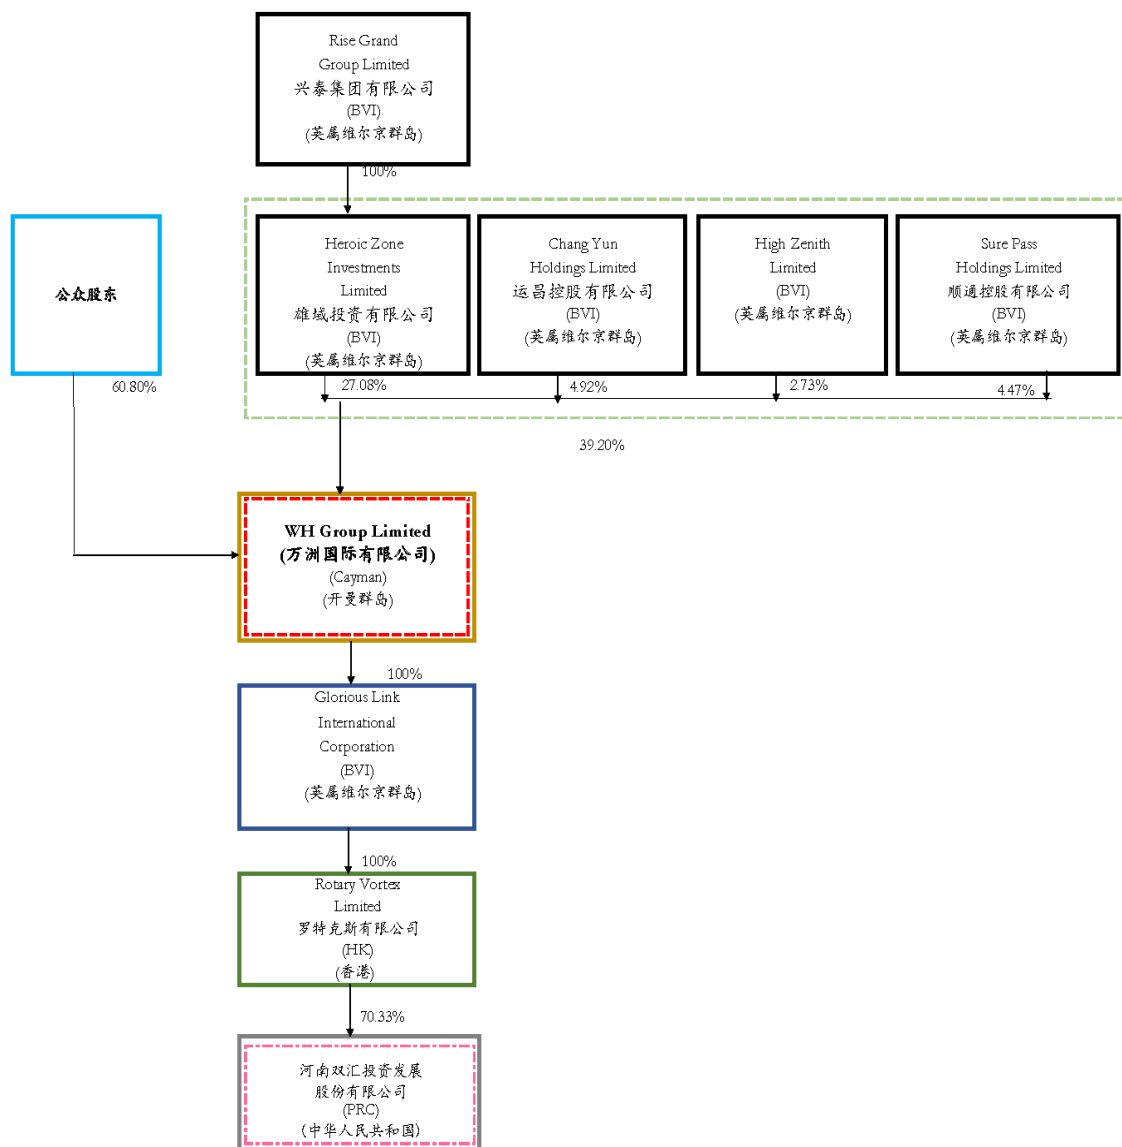 Rise Grand
Group Limited
兴泰集团有限公司
(BVI)
(英属维尔京群岛)
100%
公众股东
60.80%
Heroic Zone
Investments
Limited
雄域投资有限公司
(BVI)
(英属维尔京群岛)
27.08%
Chang Yun
Holdings Limited
运昌控股有限公司
(BVI)
(英属维尔京群岛)
4.92%
High Zenith
Limited
(BVI)
(英属维尔京群岛)
2.73%
Sure Pass
Holdings Limited
顺通控股有限公司
(BVI)
(英属维尔京群岛)
4.47%
39.20%
WH Group Limited
(万洲国际有限公司)
(Cayman)
(开曼群岛)
100%
Glorious Link
International
Corporation
(BVI)
(英属维尔京群岛)
100%
Rotary Vortex
Limited
罗特克斯有限公司
(HK)
(香港)
70.33%
河南双汇投资发展
股份有限公司
(PRC)
(中华人民共和国)